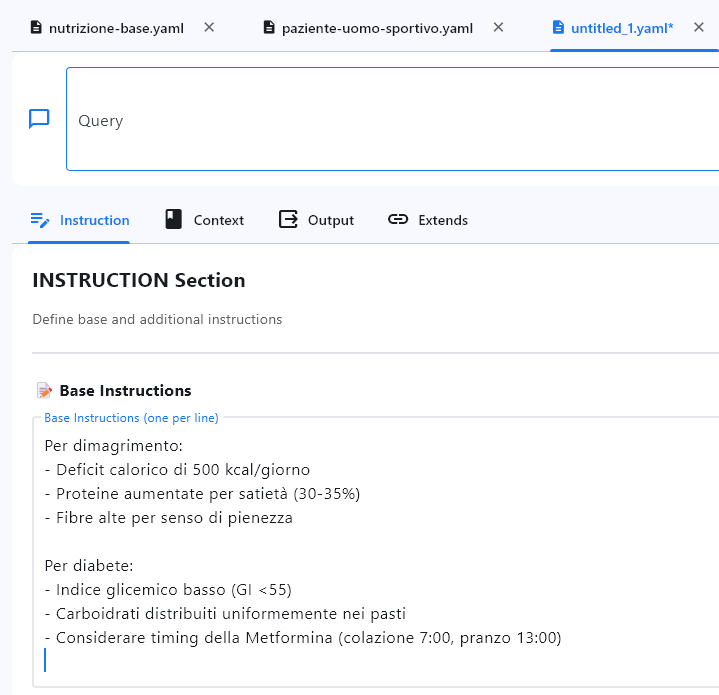 nutrizione-base.yaml
paziente-uomo-sportivo.yaml
untitled_1.yaml*
Query
Instruction
Context
Output
Extends
INSTRUCTION Section
Define base and additional instructions
Base Instructions
Base Instructions (one per line)
Per dimagrimento:
- Deficit calorico di 500 kcal/giorno
- Proteine aumentate per satietà (30-35%)
- Fibre alte per senso di pienezza
Per diabete:
- Indice glicemico basso (GI <55)
- Carboidrati distribuiti uniformemente nei pasti
- Considerare timing della Metformina (colazione 7:00, pranzo 13:00)